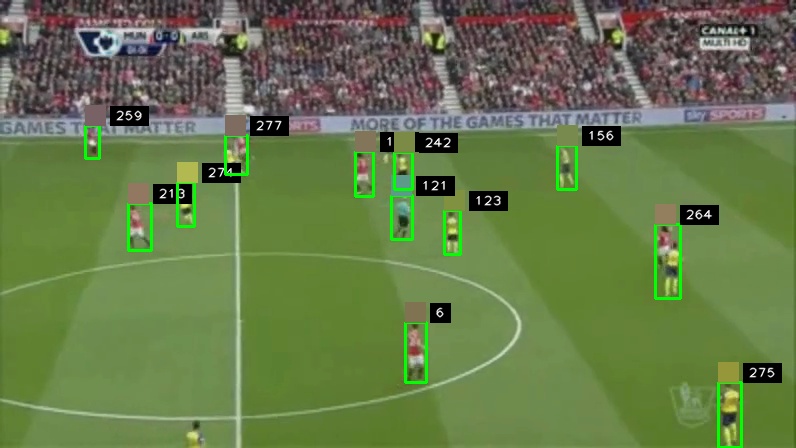 MUN 0-0 ARS
CANAL+ 1
MULTI HD
259
277
1
242
156
GAMES THAT MATTER
SPORTS
MORE OF THE GAMES THAT MATTER
sky SPORTS
274
213
121
123
264
6
275